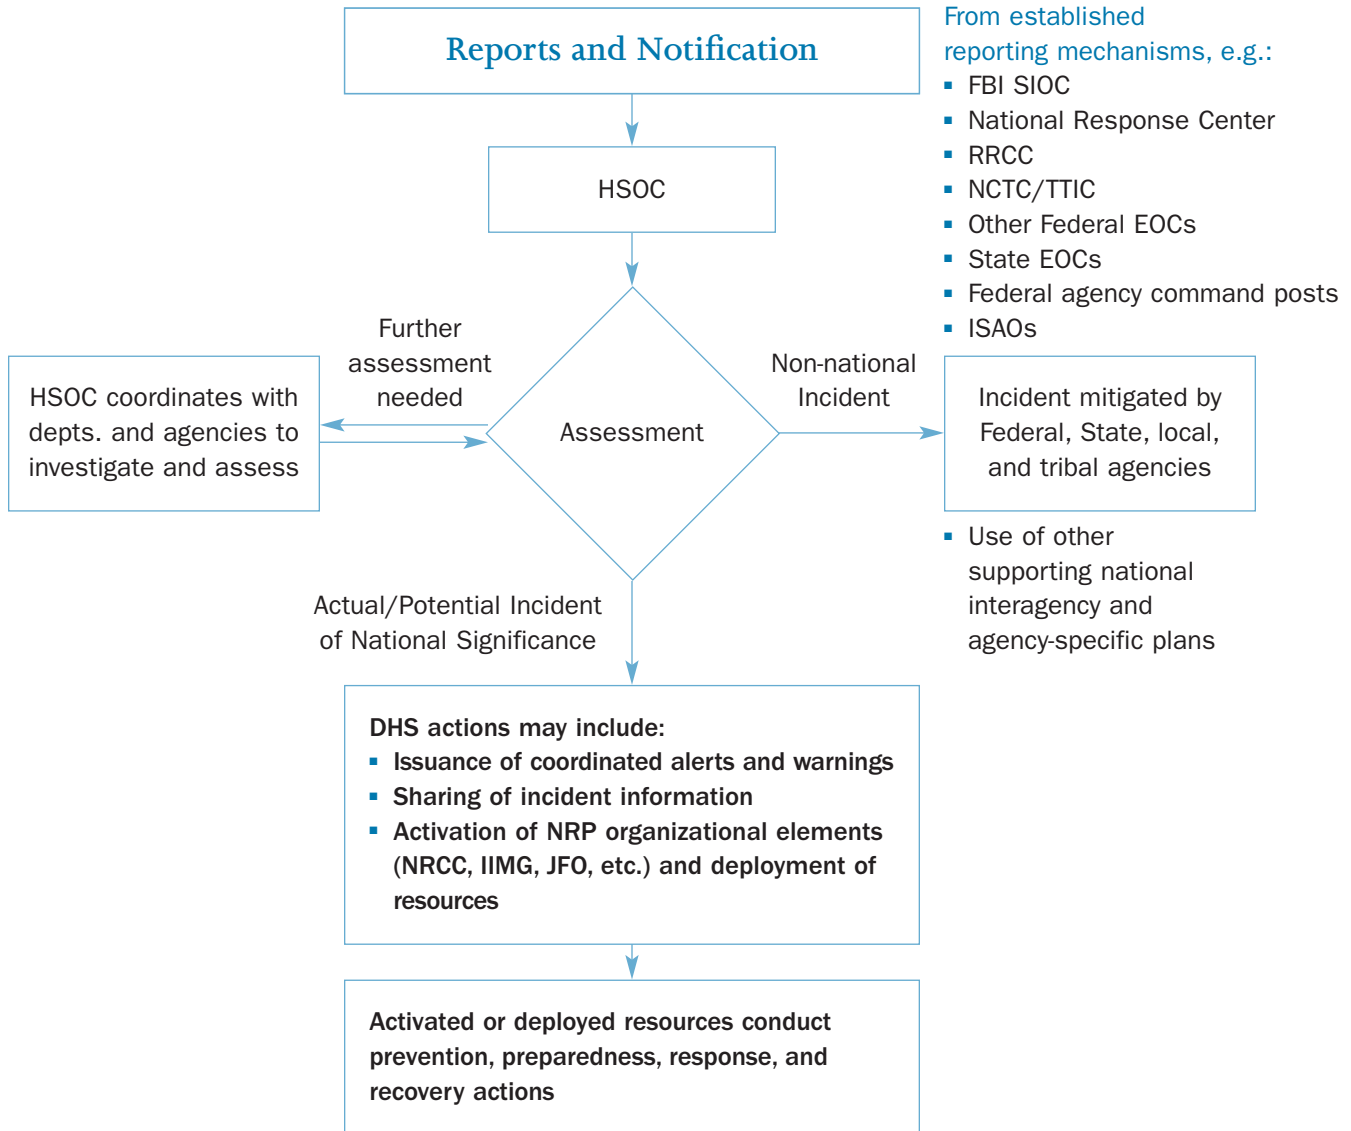 Reports and Notification
From established
reporting mechanisms, e.g.:
▪ FBI SIOC
▪ National Response Center
▪ RRCC
▪ NCTC/TTIC
▪ Other Federal EOCs
▪ State EOCs
▪ Federal agency command posts
▪ ISAOs
HSOC
Further
assessment
needed
HSOC coordinates with
depts. and agencies to
investigate and assess
Assessment
Non-national
Incident
Incident mitigated by
Federal, State, local,
and tribal agencies
▪ Use of other
supporting national
interagency and
agency-specific plans
Actual/Potential Incident
of National Significance
DHS actions may include:
▪ Issuance of coordinated alerts and warnings
▪ Sharing of incident information
▪ Activation of NRP organizational elements
(NRCC, IIMG, JFO, etc.) and deployment of
resources
Activated or deployed resources conduct
prevention, preparedness, response, and
recovery actions